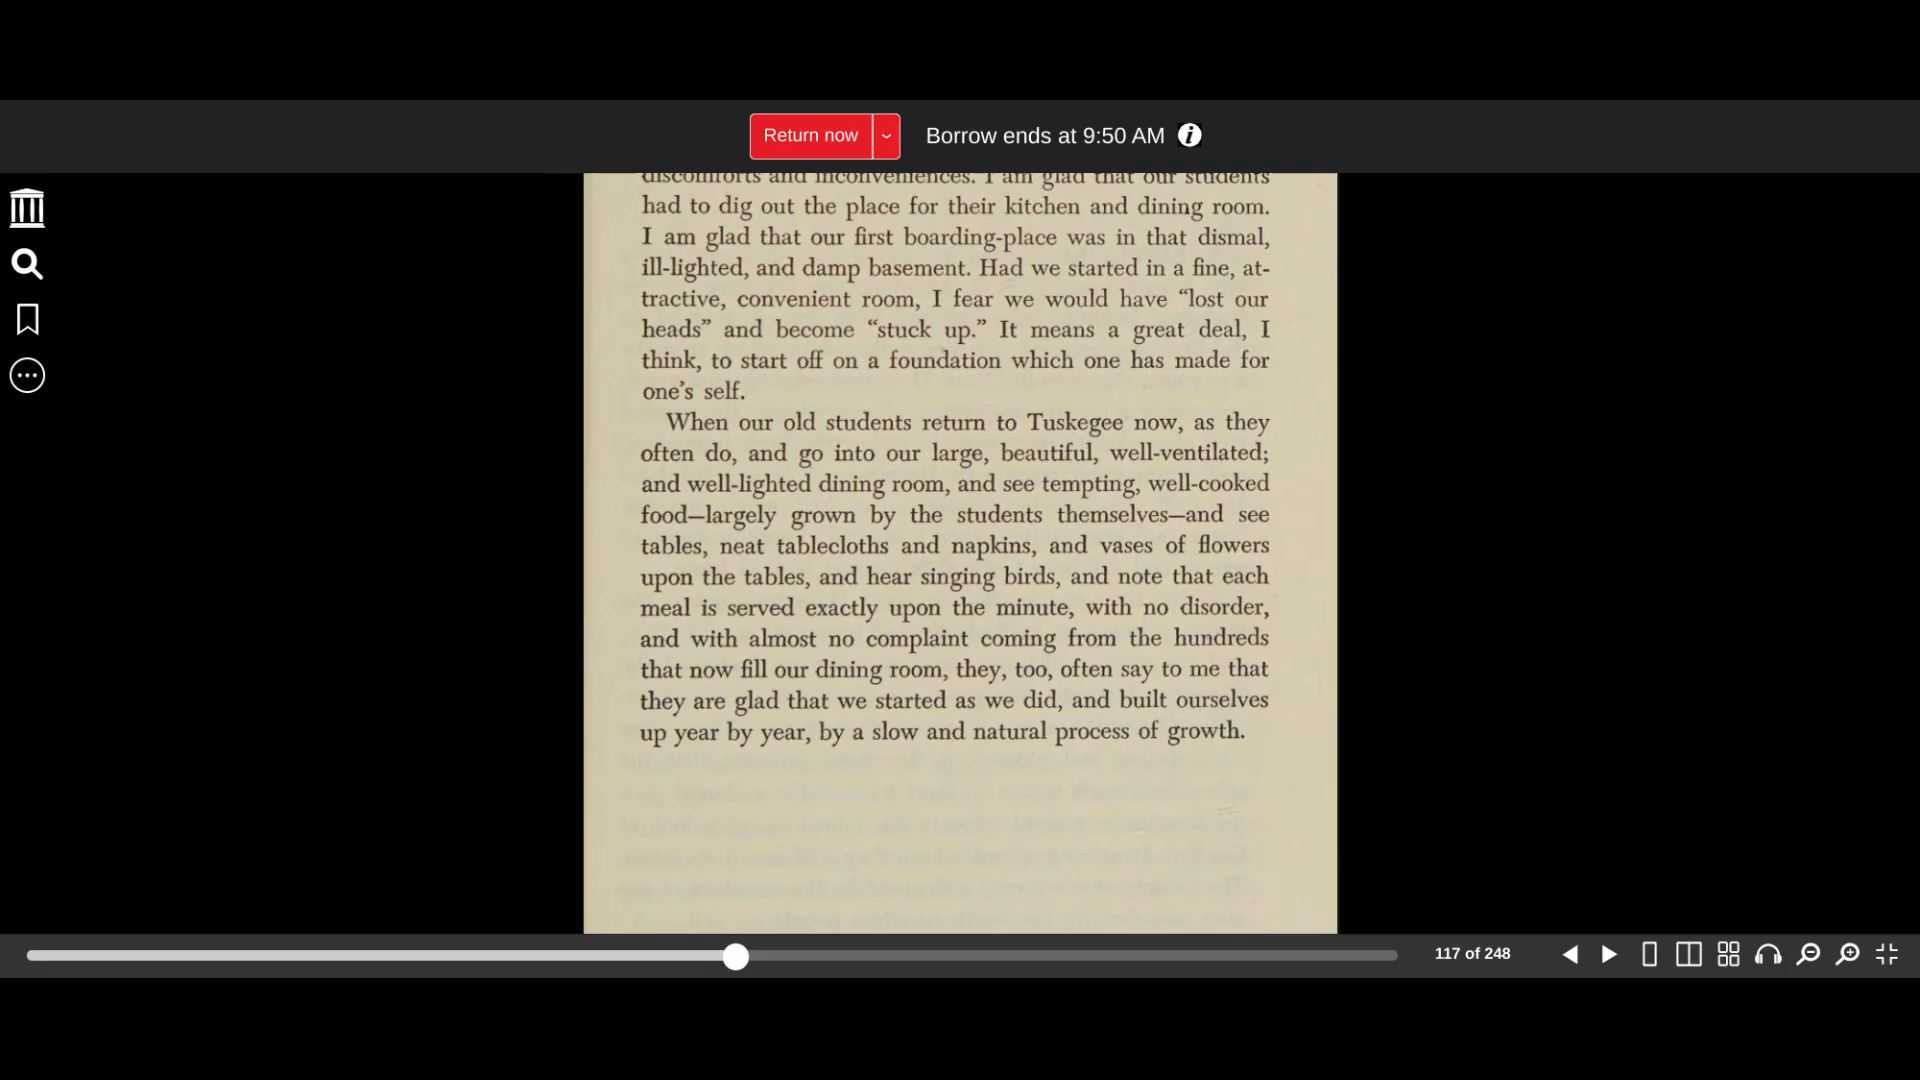 Return now
Borrow ends at 9:50 AM
discomforts and inconveniences. I am glad that our students
had to dig out the place for their kitchen and dining room.
I am glad that our first boarding-place was in that dismal,
ill-lighted, and damp basement. Had we started in a fine, at-
tractive, convenient room, I fear we would have “lost our
heads” and become “stuck up.” It means a great deal, I
think, to start off on a foundation which one has made for
one’s self.
When our old students return to Tuskegee now, as they
often do, and go into our large, beautiful, well-ventilated;
and well-lighted dining room, and see tempting, well-cooked
food—largely grown by the students themselves—and see
tables, neat tablecloths and napkins, and vases of flowers
upon the tables, and hear singing birds, and note that each
meal is served exactly upon the minute, with no disorder,
and with almost no complaint coming from the hundreds
that now fill our dining room, they, too, often say to me that
they are glad that we started as we did, and built ourselves
up year by year, by a slow and natural process of growth.
117 of 248